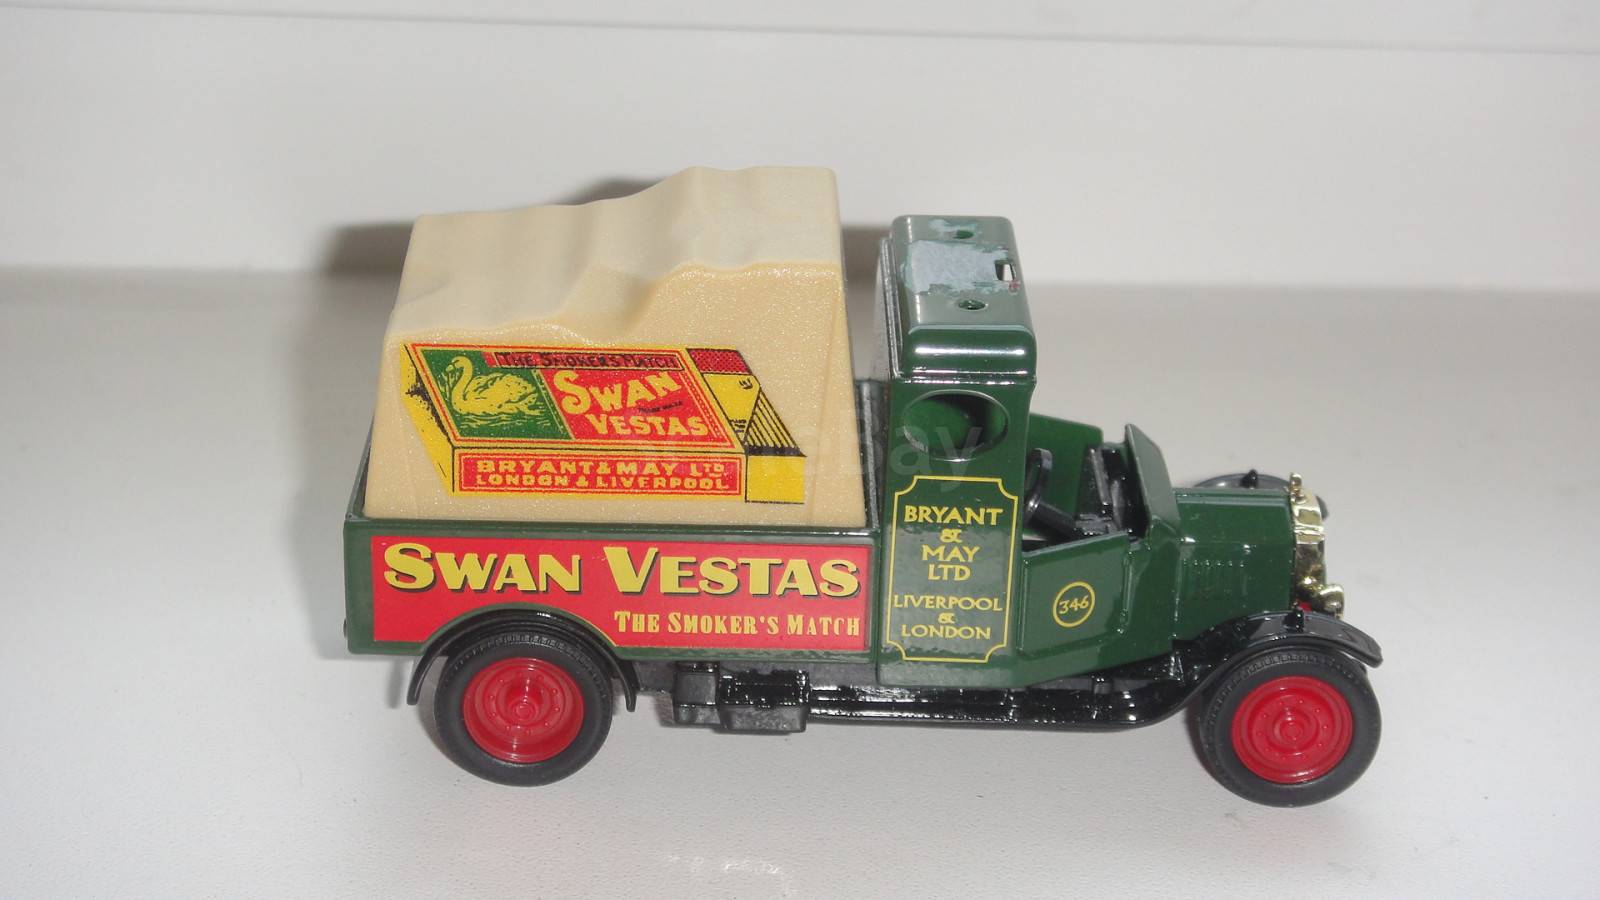 THE SMOKER'S MATCH
SWAN
VESTAS
BRYANT & MAY LTD.
LONDON & LIVERPOOL
SWAN VESTAS
THE SMOKER'S MATCH
BRYANT
&
MAY
LTD
LIVERPOOL
&
LONDON
346